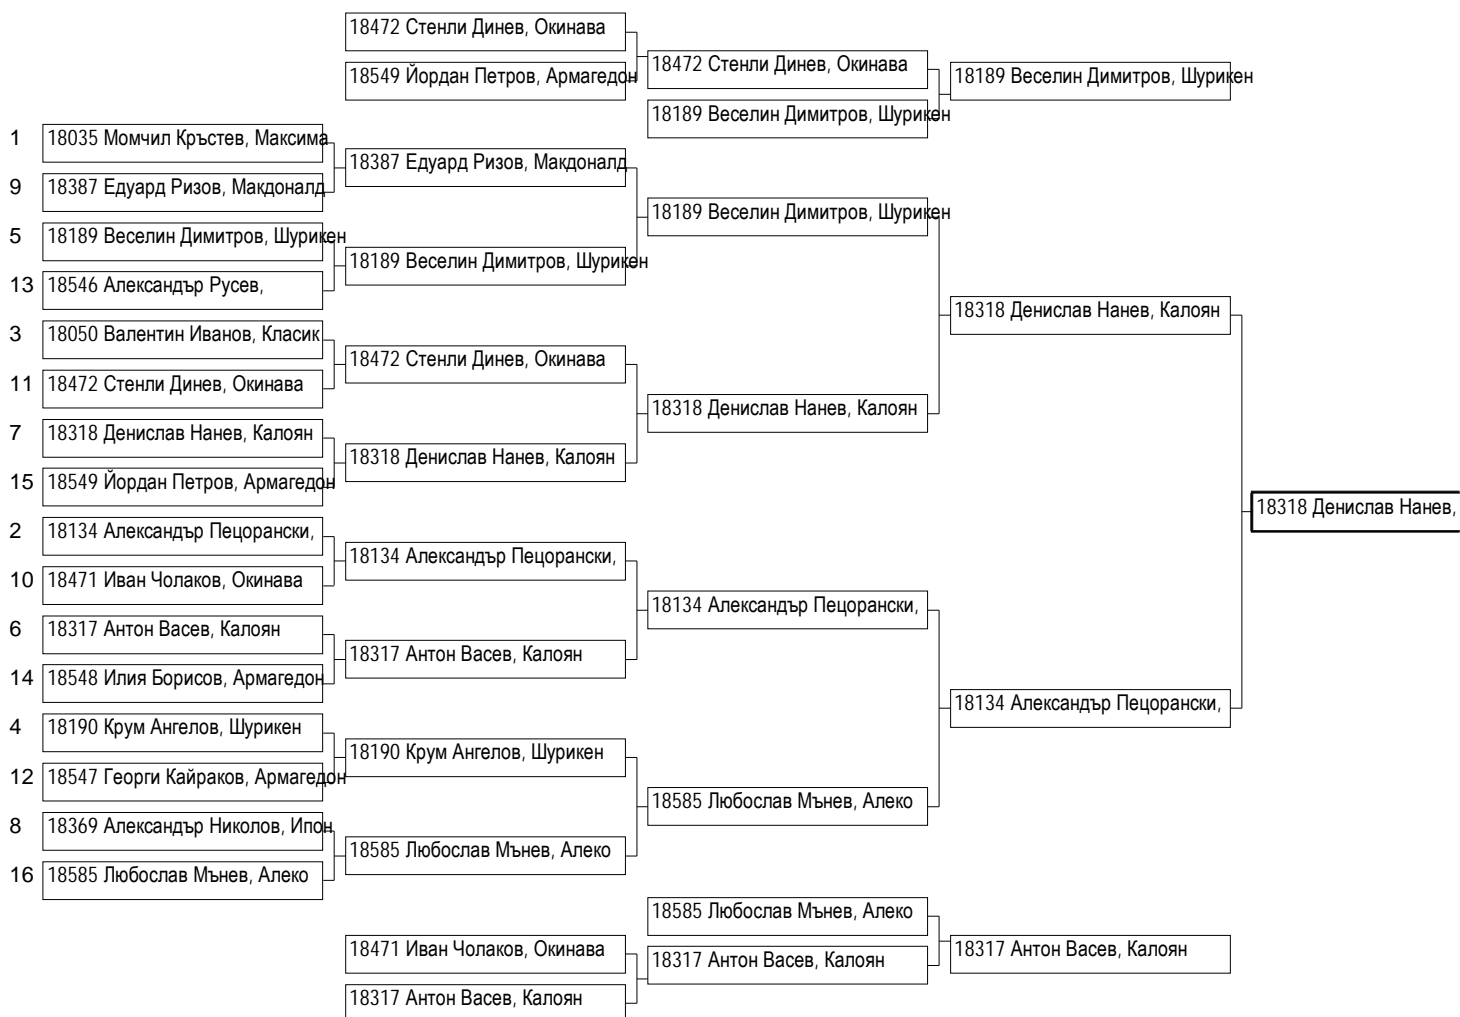 18472 Стенли Динев, Окинава
18549 Йордан Петров, Армагедон
18472 Стенли Динев, Окинава
18189 Веселин Димитров, Шурикен
18189 Веселин Димитров, Шурикен
1 18035 Момчил Кръстев, Максима
9 18387 Едуард Ризов, Макдоналд
5 18189 Веселин Димитров, Шурикен
13 18546 Александър Русев,
3 18050 Валентин Иванов, Класик
11 18472 Стенли Динев, Окинава
7 18318 Денислав Нанев, Калоян
15 18549 Йордан Петров, Армагедон
2 18134 Александър Пецорански,
10 18471 Иван Чолаков, Окинава
6 18317 Антон Васев, Калоян
14 18548 Илия Борисов, Армагедон
4 18190 Крум Ангелов, Шурикен
12 18547 Георги Кайраков, Армагедон
8 18369 Александър Николов, Ипон
16 18585 Любослав Мънев, Алеко
18387 Едуард Ризов, Макдоналд
18189 Веселин Димитров, Шурикен
18472 Стенли Динев, Окинава
18318 Денислав Нанев, Калоян
18134 Александър Пецорански,
18317 Антон Васев, Калоян
18190 Крум Ангелов, Шурикен
18585 Любослав Мънев, Алеко
18189 Веселин Димитров, Шурикен
18318 Денислав Нанев, Калоян
18134 Александър Пецорански,
18585 Любослав Мънев, Алеко
18318 Денислав Нанев, Калоян
18134 Александър Пецорански,
18318 Денислав Нанев,
18471 Иван Чолаков, Окинава
18317 Антон Васев, Калоян
18585 Любослав Мънев, Алеко
18317 Антон Васев, Калоян
18317 Антон Васев, Калоян